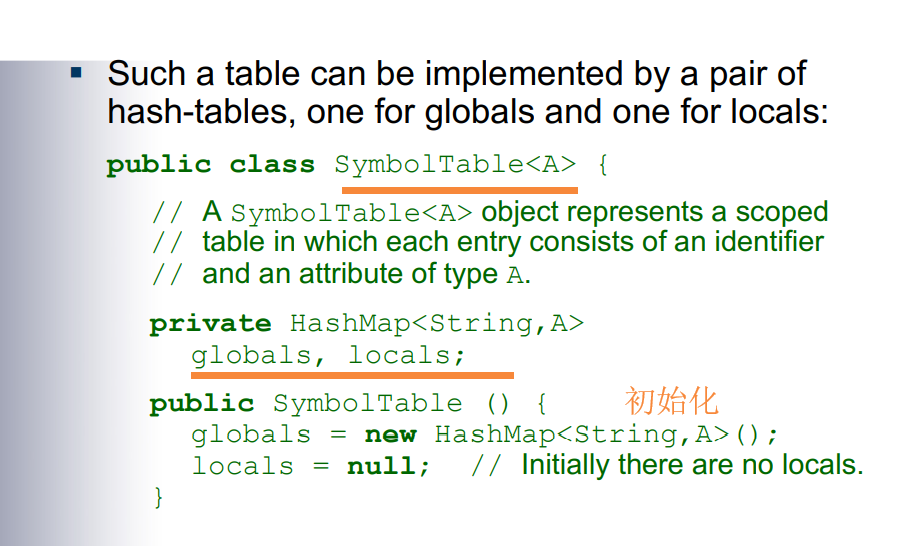 ▪ Such a table can be implemented by a pair of
hash-tables, one for globals and one for locals:
public class SymbolTable<A> {
// A SymbolTable<A> object represents a scoped
// table in which each entry consists of an identifier
// and an attribute of type A.
private HashMap<String,A>
globals, locals;
public SymbolTable () { 初始化
globals = new HashMap<String,A>();
locals = null; // Initially there are no locals.
}